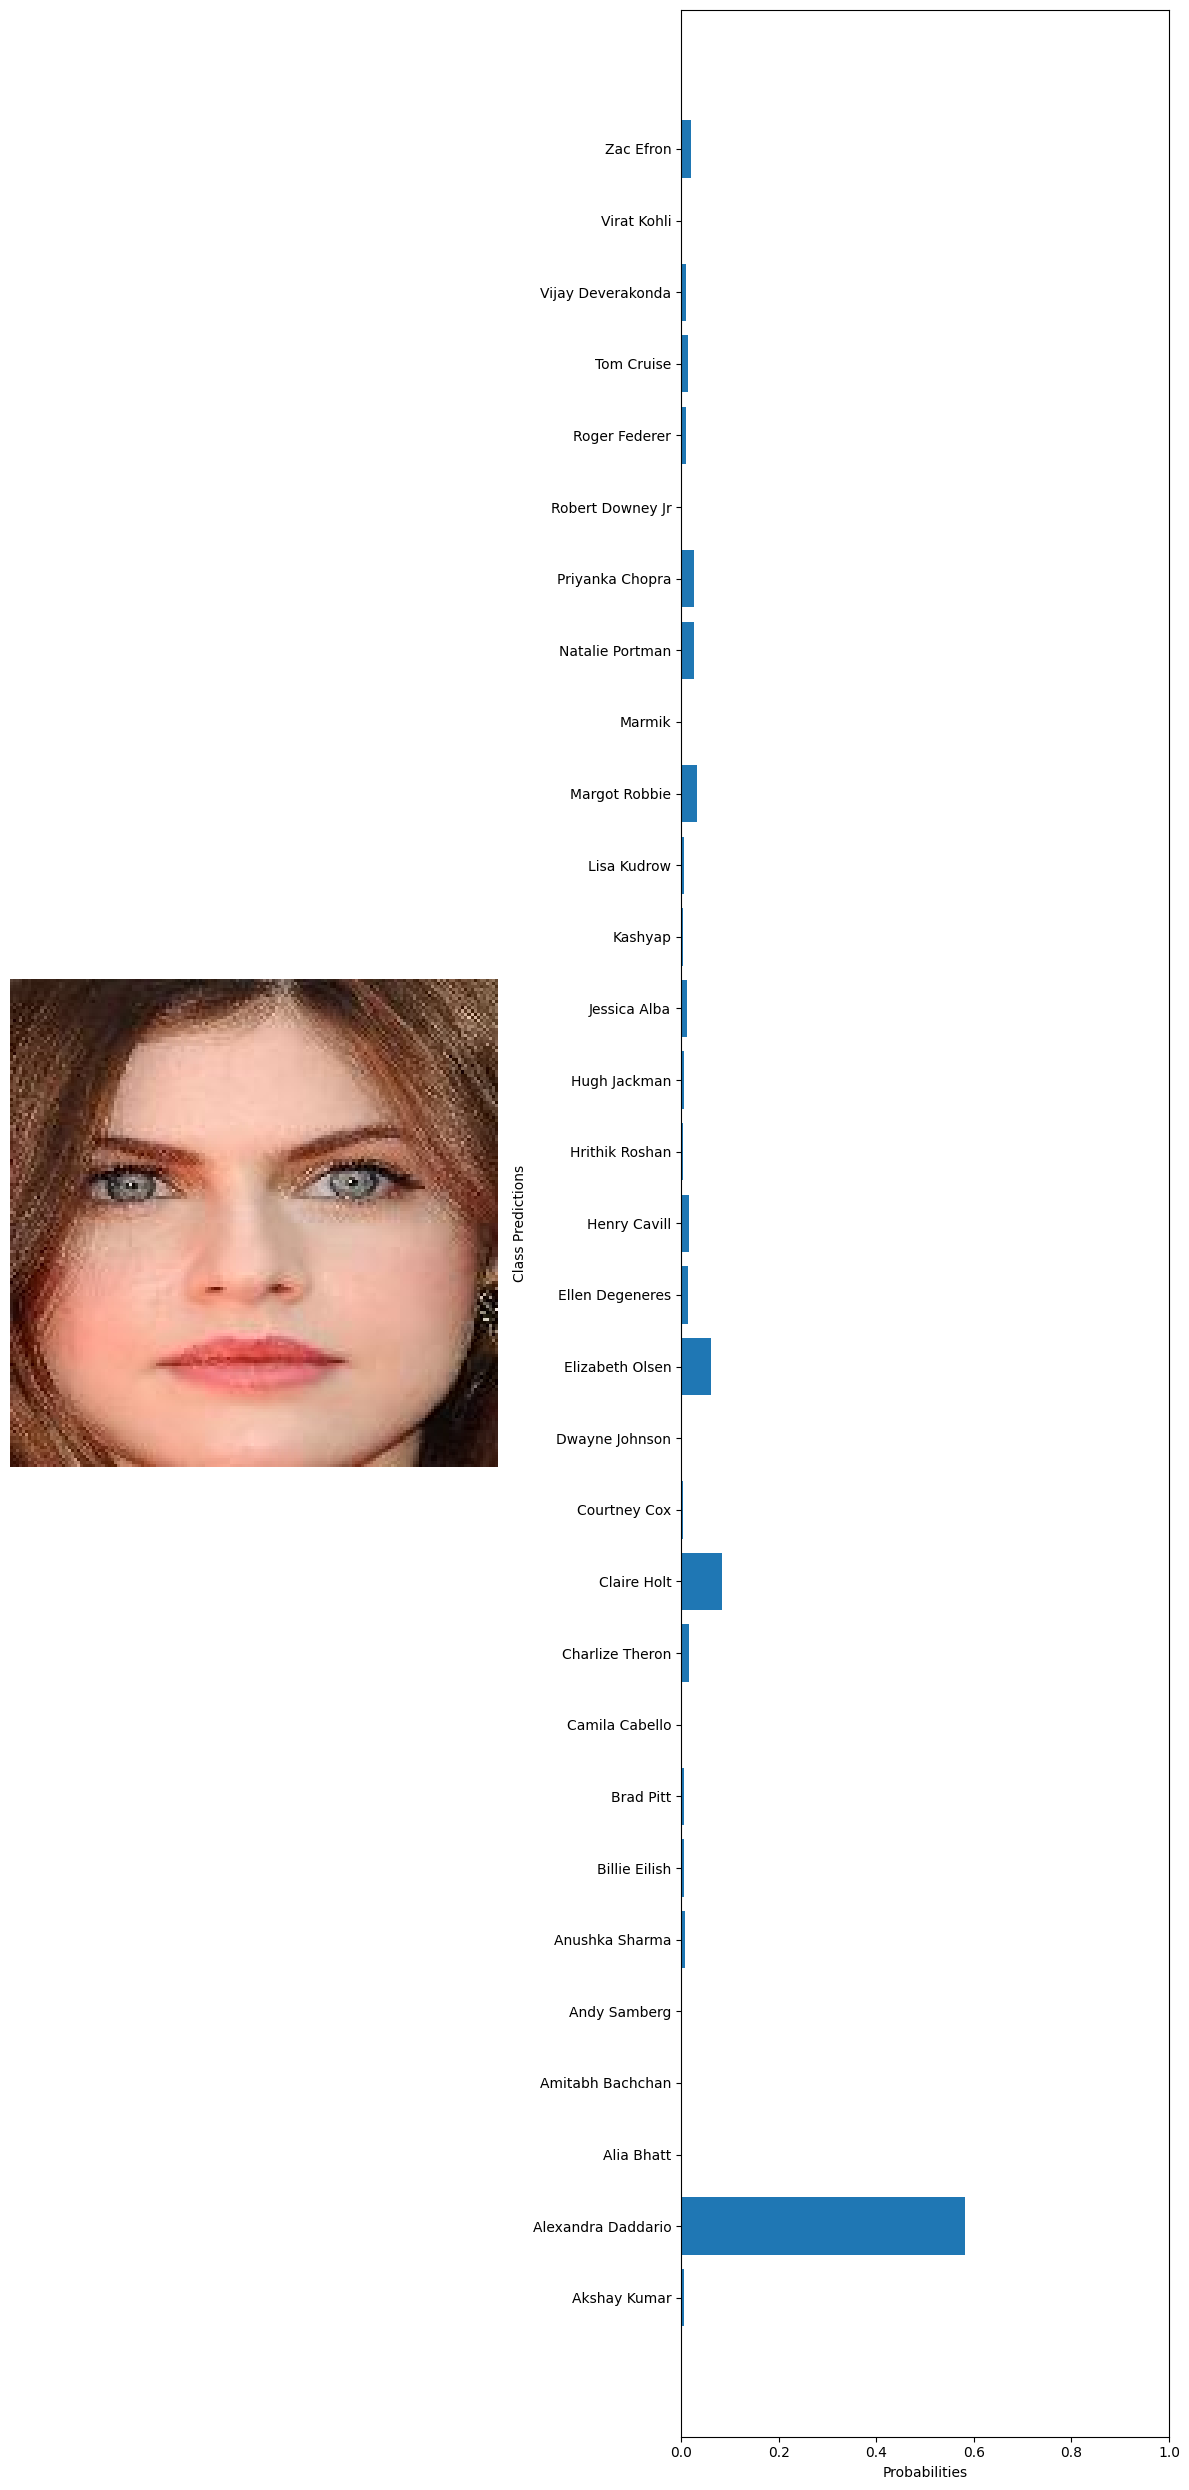 Zac Efron
Virat Kohli
Vijay Deverakonda
Tom Cruise
Roger Federer
Robert Downey Jr
Priyanka Chopra
Natalie Portman
Marmik
Margot Robbie
Lisa Kudrow
Kashyap
Jessica Alba
Hugh Jackman
Hrithik Roshan
Henry Cavill
Ellen Degeneres
Elizabeth Olsen
Dwayne Johnson
Courtney Cox
Claire Holt
Charlize Theron
Camila Cabello
Brad Pitt
Billie Eilish
Anushka Sharma
Andy Samberg
Amitabh Bachchan
Alia Bhatt
Alexandra Daddario
Akshay Kumar
Class Predictions
0.0 0.2 0.4 0.6 0.8 1.0
Probabilities